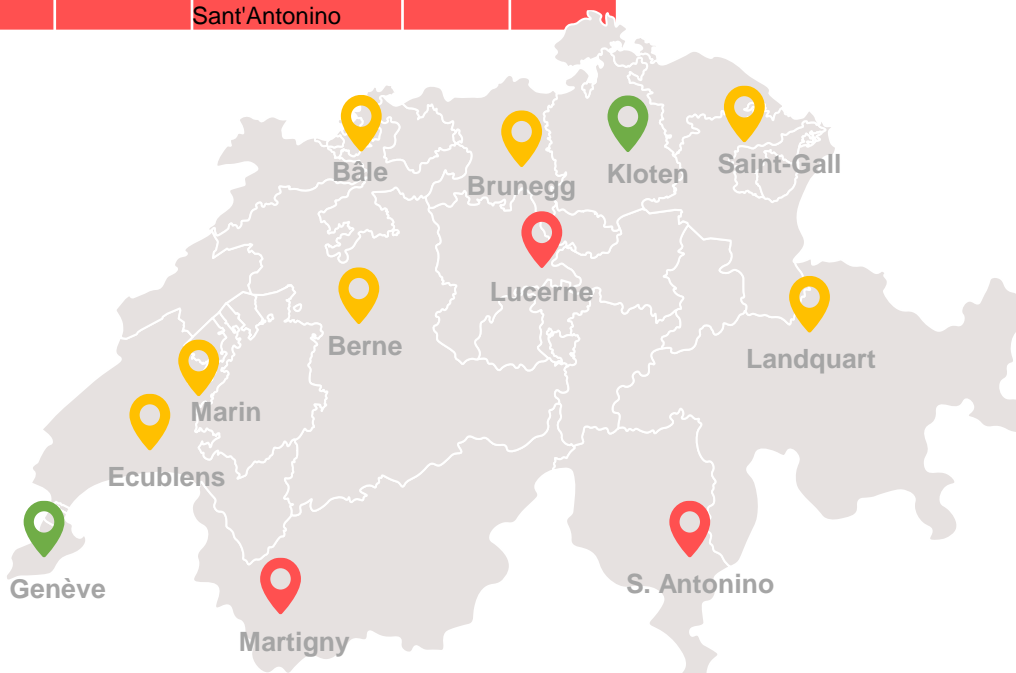 Sant'Antonino
Bâle
Brunegg
Kloten
Saint-Gall
Lucerne
Berne
Landquart
Marin
Ecublens
Genève
S. Antonino
Martigny